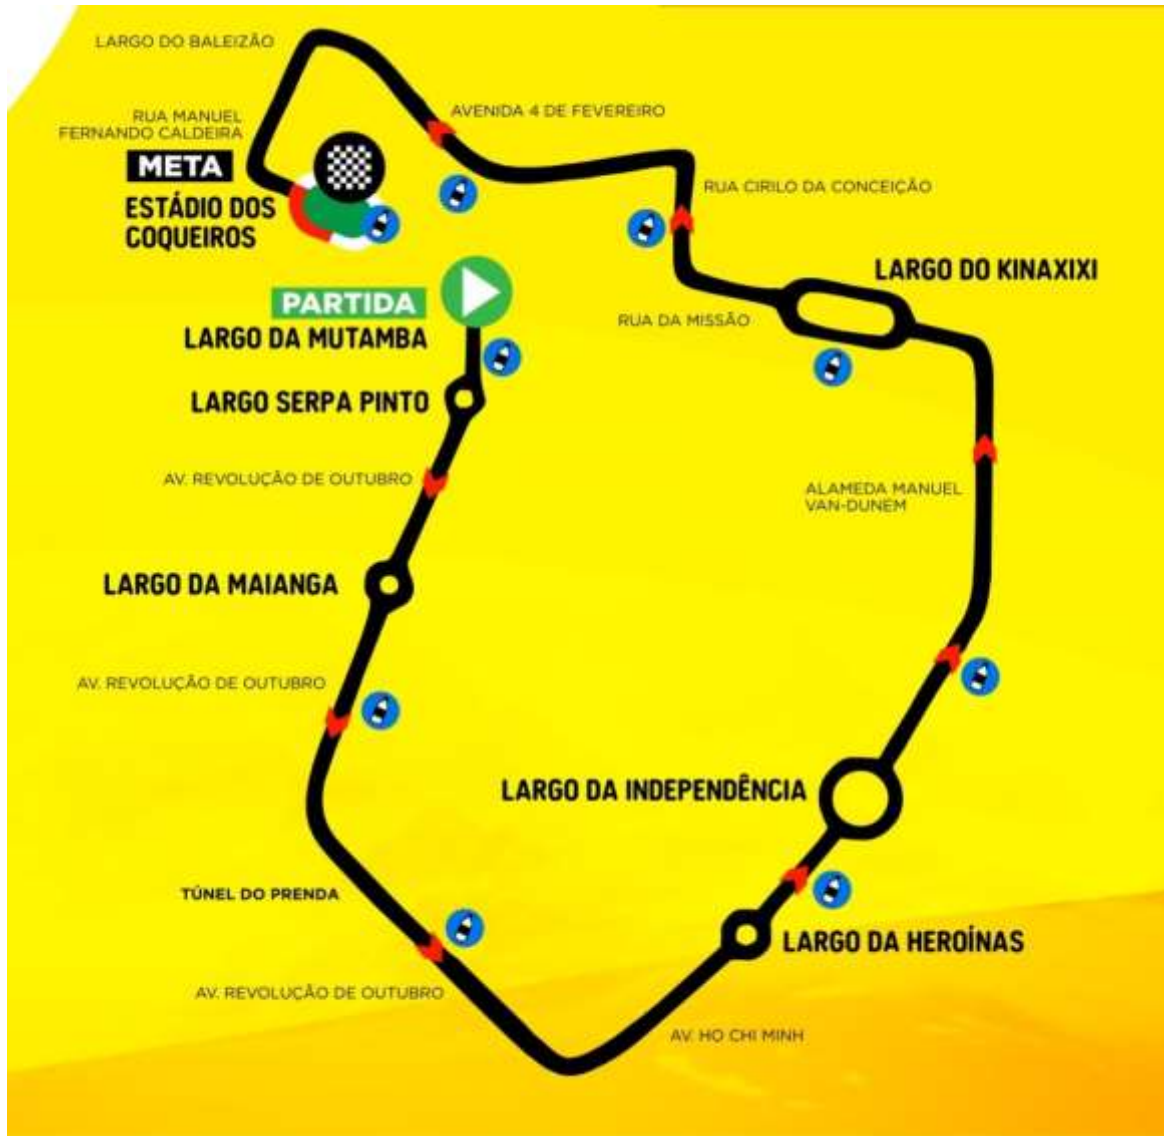 LARGO DO BALEIZÃO
RUA MANUEL
FERNANDO CALDEIRA
META
ESTÁDIO DOS
COQUEIROS
AVENIDA 4 DE FEVEREIRO
RUA CIRILO DA CONCEIÇÃO
LARGO DO KINAXIXI
RUA DA MISSÃO
PARTIDA
LARGO DA MUTAMBA
LARGO SERPA PINTO
AV. REVOLUÇÃO DE OUTUBRO
ALAMEDA MANUEL
VAN-DUNEM
LARGO DA MAIANGA
AV. REVOLUÇÃO DE OUTUBRO
LARGO DA INDEPENDÊNCIA
TÚNEL DO PRENDA
LARGO DA HEROÍNAS
AV. REVOLUÇÃO DE OUTUBRO
AV. HO CHI MINH